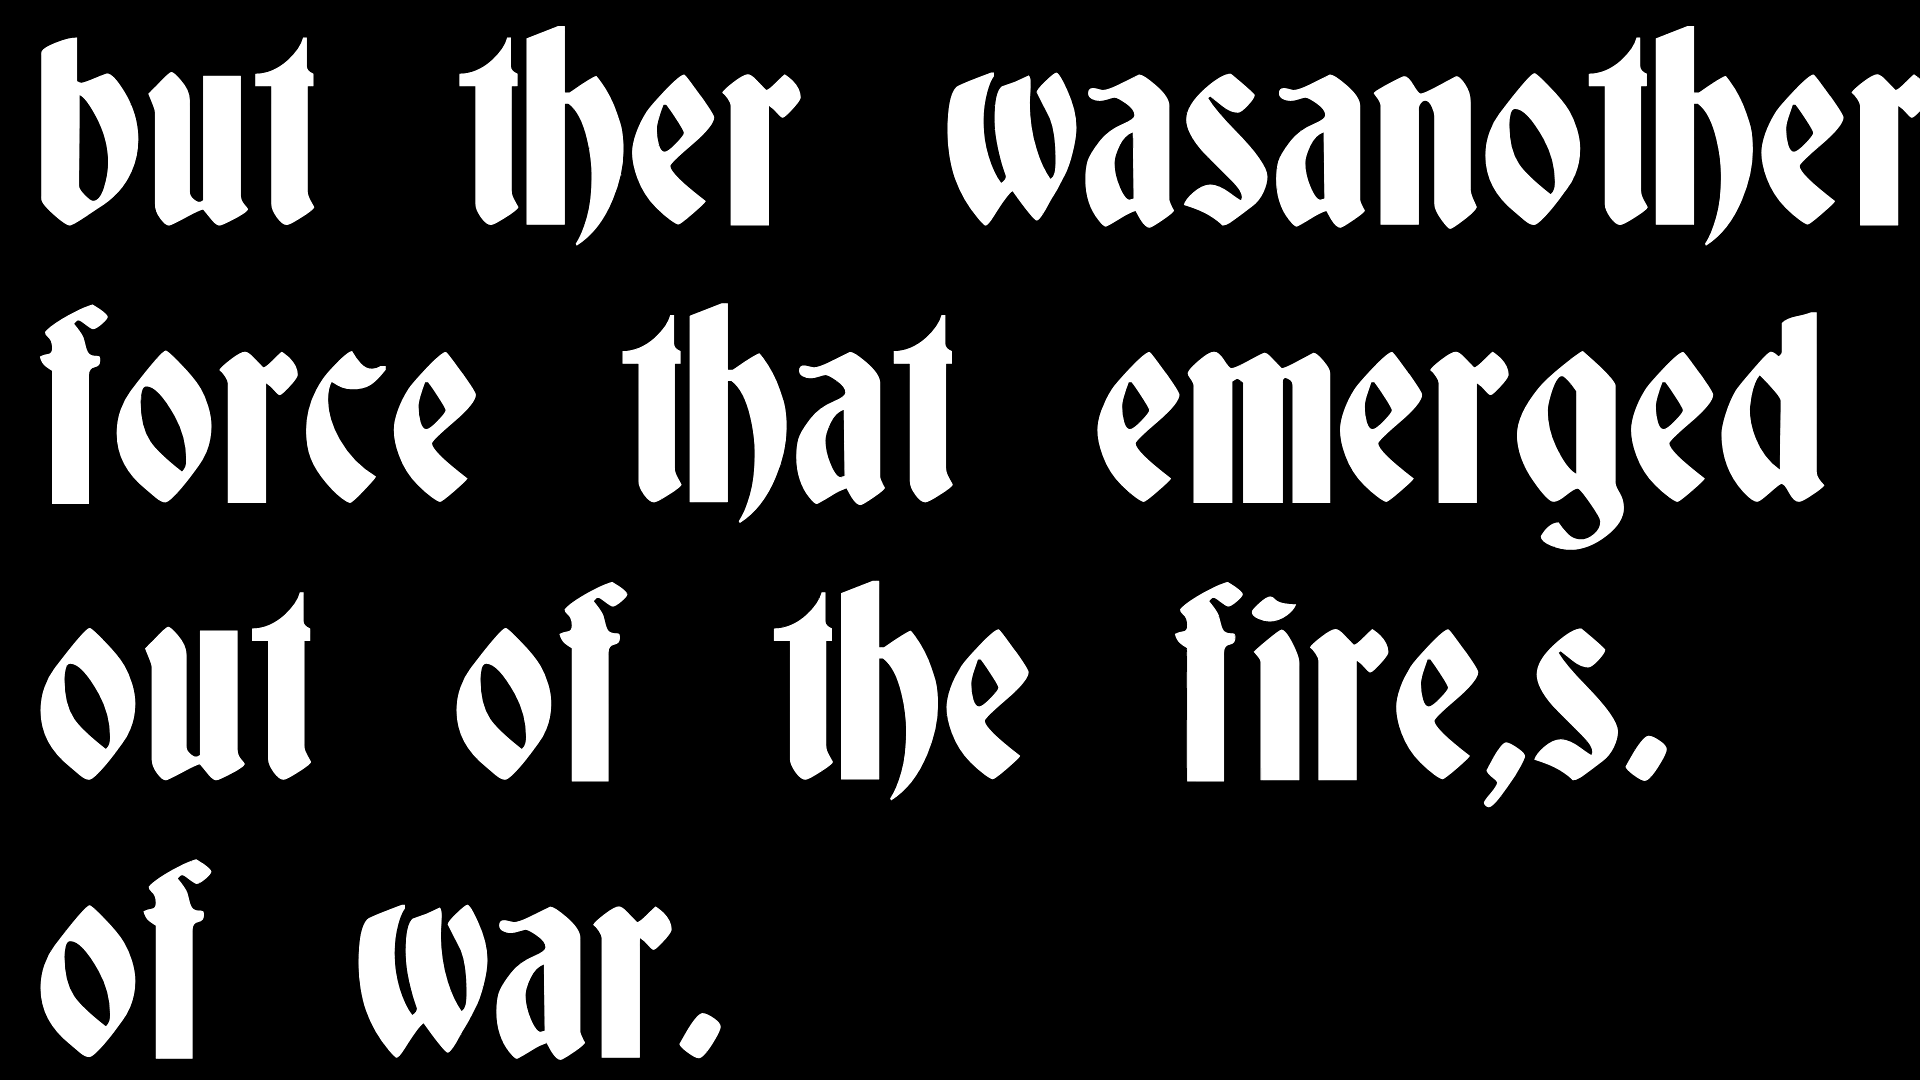 but ther wasanother
force that emerged
out of the fire,s.
of war.